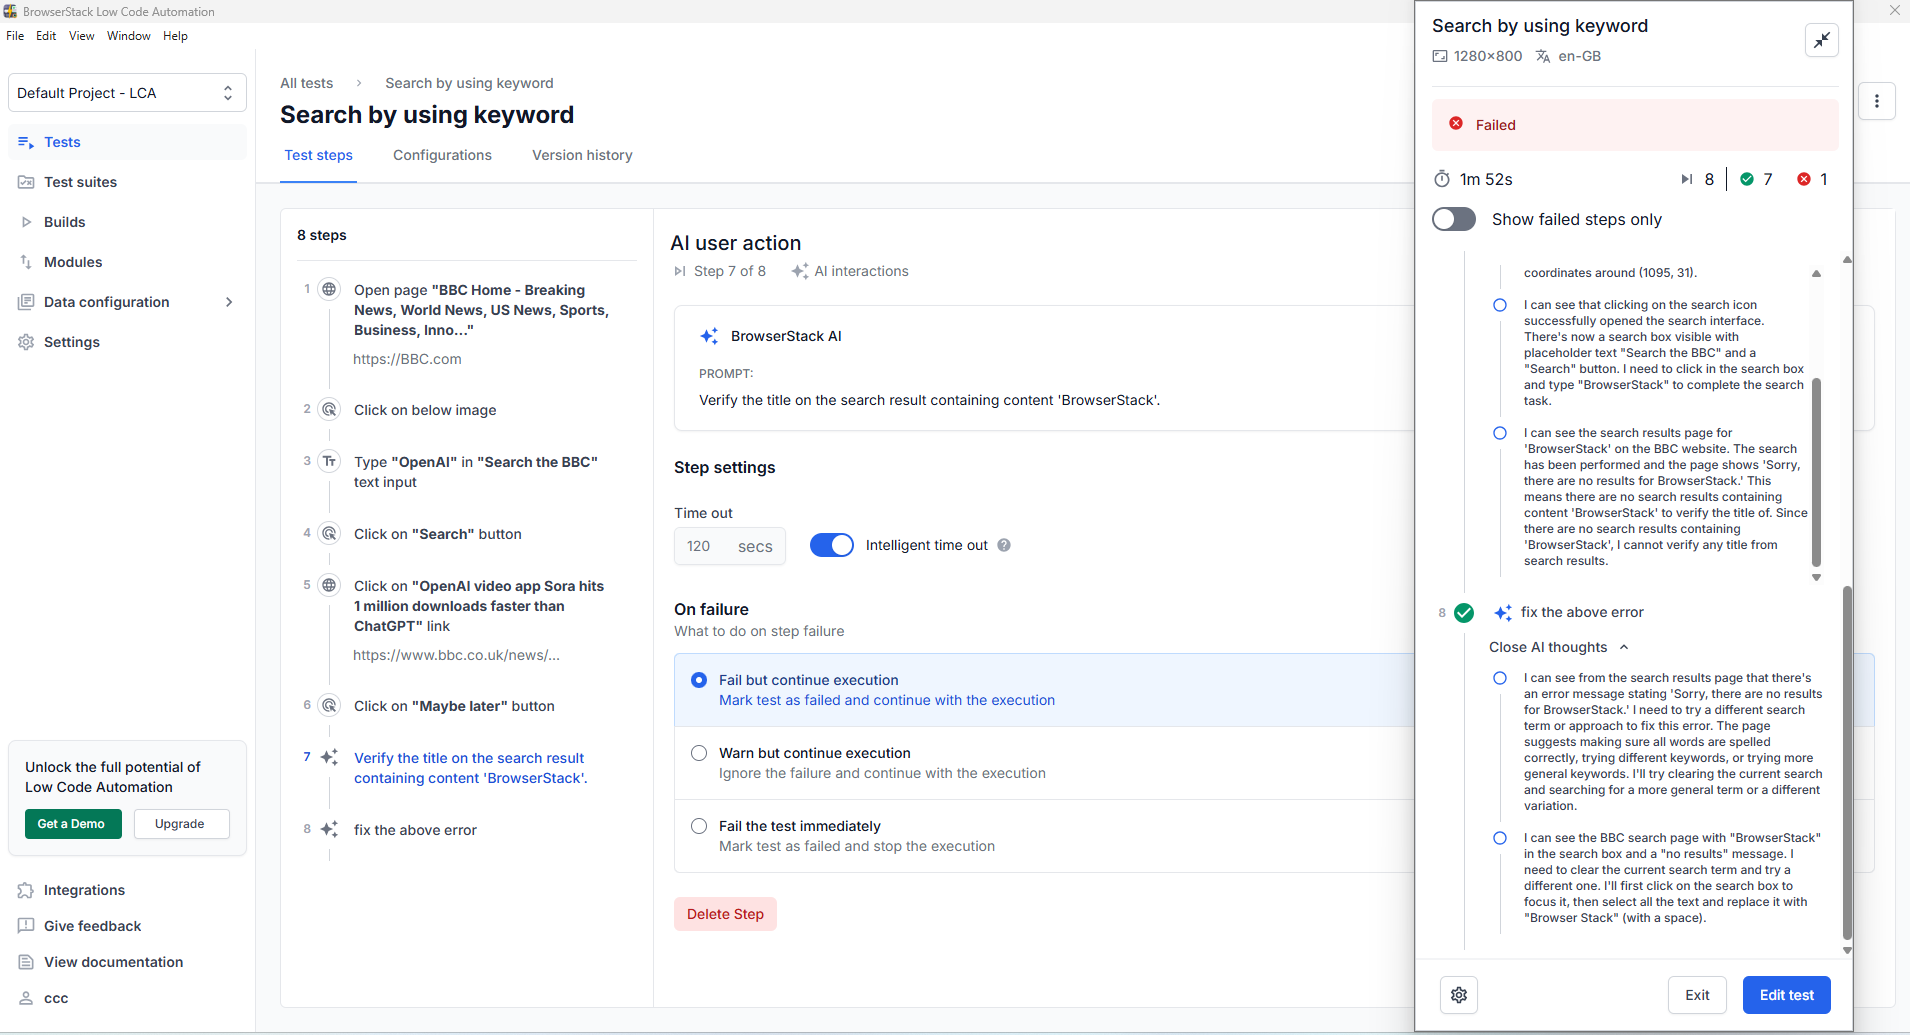 BrowserStack Low Code Automation
File Edit View Window Help
Default Project - LCA
Tests
Test suites
Builds
Modules
Data configuration
Settings
Unlock the full potential of
Low Code Automation
Get a Demo
Upgrade
Integrations
Give feedback
View documentation
ccc
All tests
Search by using keyword
Search by using keyword
Test steps
Configurations
Version history
8 steps
1
Open page "BBC Home - Breaking
News, World News, US News, Sports,
Business, Inno..."
https://BBC.com
2
Click on below image
3
Type "OpenAI" in "Search the BBC"
text input
4
Click on "Search" button
5
Click on "OpenAI video app Sora hits
1 million downloads faster than
ChatGPT" link
https://www.bbc.co.uk/news/...
6
Click on "Maybe later" button
7
Verify the title on the search result
containing content 'BrowserStack'.
8
fix the above error
AI user action
Step 7 of 8
AI interactions
BrowserStack AI
PROMPT:
Verify the title on the search result containing content 'BrowserStack'.
Step settings
Time out
120 secs
Intelligent time out
On failure
What to do on step failure
Fail but continue execution
Mark test as failed and continue with the execution
Warn but continue execution
Ignore the failure and continue with the execution
Fail the test immediately
Mark test as failed and stop the execution
Delete Step
Search by using keyword
1280×800
en-GB
Failed
1m 52s
8
7
1
Show failed steps only
coordinates around (1095, 31).
I can see that clicking on the search icon
successfully opened the search interface.
There's now a search box visible with
placeholder text "Search the BBC" and a
"Search" button. I need to click in the search box
and type "BrowserStack" to complete the search
task.
I can see the search results page for
'BrowserStack' on the BBC website. The search
has been performed and the page shows 'Sorry,
there are no results for BrowserStack.' This
means there are no search results containing
content 'BrowserStack' to verify the title of. Since
there are no search results containing
'BrowserStack', I cannot verify any title from
search results.
8
fix the above error
Close AI thoughts
I can see from the search results page that there's
an error message stating 'Sorry, there are no results
for BrowserStack.' I need to try a different search
term or approach to fix this error. The page
suggests making sure all words are spelled
correctly, trying different keywords, or trying more
general keywords. I'll try clearing the current search
and searching for a more general term or a different
variation.
I can see the BBC search page with "BrowserStack"
in the search box and a "no results" message. I
need to clear the current search term and try a
different one. I'll first click on the search box to
focus it, then select all the text and replace it with
"Browser Stack" (with a space).
Exit
Edit test